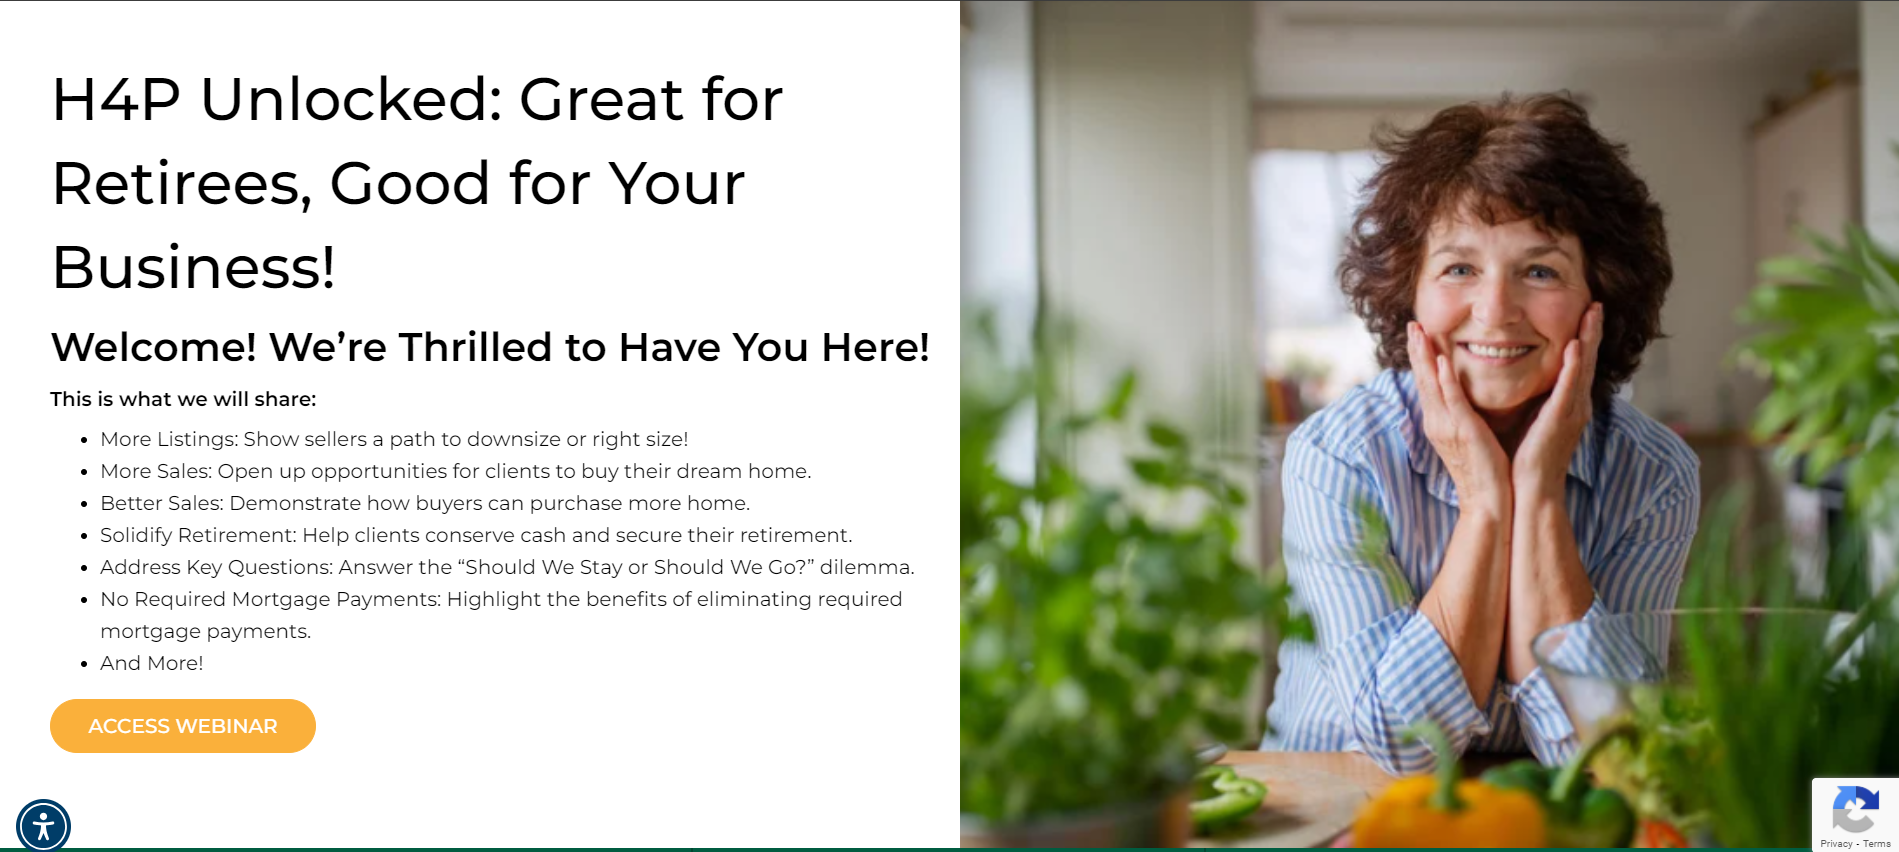 H4P Unlocked: Great for
Retirees, Good for Your
Business!
Welcome! We’re Thrilled to Have You Here!
This is what we will share:
• More Listings: Show sellers a path to downsize or right size!
• More Sales: Open up opportunities for clients to buy their dream home.
• Better Sales: Demonstrate how buyers can purchase more home.
• Solidify Retirement: Help clients conserve cash and secure their retirement.
• Address Key Questions: Answer the “Should We Stay or Should We Go?” dilemma.
• No Required Mortgage Payments: Highlight the benefits of eliminating required
mortgage payments.
• And More!
ACCESS WEBINAR
Privacy - Terms